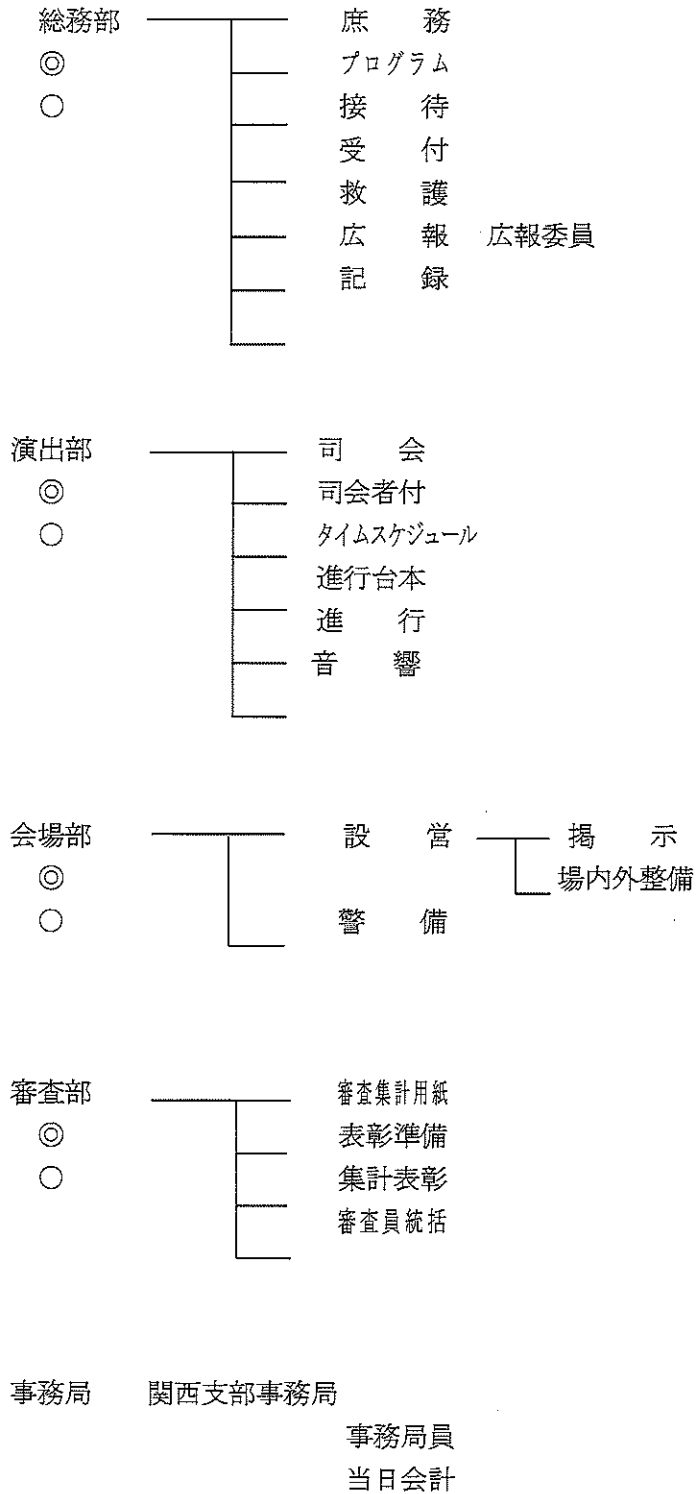 総務部 庶 務
◎ プログラム
○ 接 待
受 付
救 護
広 報 広報委員
記 録
演出部 司 会
◎ 司会者付
○ タイムスケジュール
進行台本
進 行
音 響
会場部 設 営 掲 示
◎ 場内外整備
○ 警 備
審査部 審査集計用紙
◎ 表彰準備
○ 集計表彰
審査員統括
事務局 関西支部事務局
事務局員
当日会計